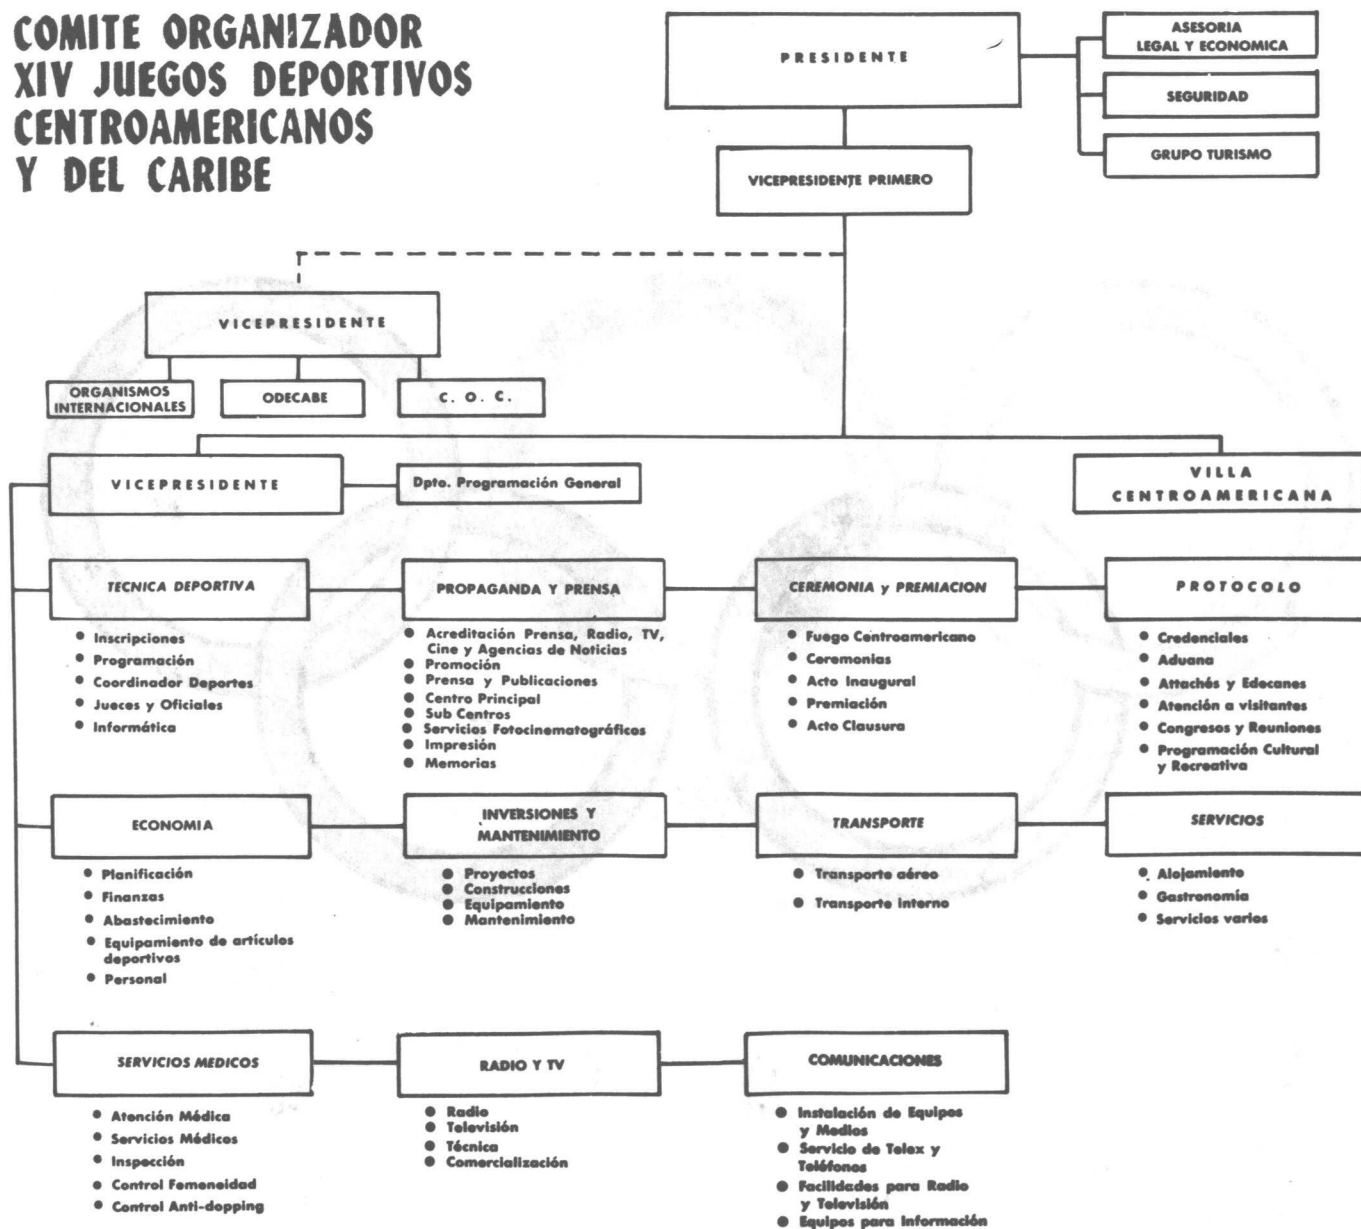 COMITE ORGANIZADOR
XIV JUEGOS DEPORTIVOS
CENTROAMERICANOS
Y DEL CARIBE
PRESIDENTE
ASESORIA
LEGAL Y ECONOMICA
SEGURIDAD
GRUPO TURISMO
VICEPRESIDENTE PRIMERO
VICEPRESIDENTE
ORGANISMOS
INTERNACIONALES
ODECABE
C. O. C.
VICEPRESIDENTE
Dpto. Programación General
VILLA
CENTROAMERICANA
TECNICA DEPORTIVA
● Inscripciones
● Programación
● Coordinador Deportes
● Jueces y Oficiales
● Informática
PROPAGANDA Y PRENSA
● Acreditación Prensa, Radio, TV,
Cine y Agencias de Noticias
● Promoción
● Prensa y Publicaciones
● Centro Principal
● Sub Centros
● Servicios Fotocinematográficos
● Impresión
● Memorias
CEREMONIA y PREMIACION
● Fuego Centroamericano
● Ceremonias
● Acto Inaugural
● Premiación
● Acto Clausura
PROTOCOLO
● Credenciales
● Aduana
● Attachés y Edecanes
● Atención a visitantes
● Congresos y Reuniones
● Programación Cultural
y Recreativa
ECONOMIA
● Planificación
● Finanzas
● Abastecimiento
● Equipamiento de artículos
deportivos
● Personal
INVERSIONES Y
MANTENIMIENTO
● Proyectos
● Construcciones
● Equipamiento
● Mantenimiento
TRANSPORTE
● Transporte aéreo
● Transporte interno
SERVICIOS
● Alojamiento
● Gastronomía
● Servicios varios
SERVICIOS MEDICOS
● Atención Médica
● Servicios Médicos
● Inspección
● Control Femeneidad
● Control Anti-dopping
RADIO Y TV
● Radio
● Televisión
● Técnica
● Comercialización
COMUNICACIONES
● Instalación de Equipos
y Medios
● Servicio de Telex y
Teléfonos
● Facilidades para Radio
y Televisión
● Equipos para Información